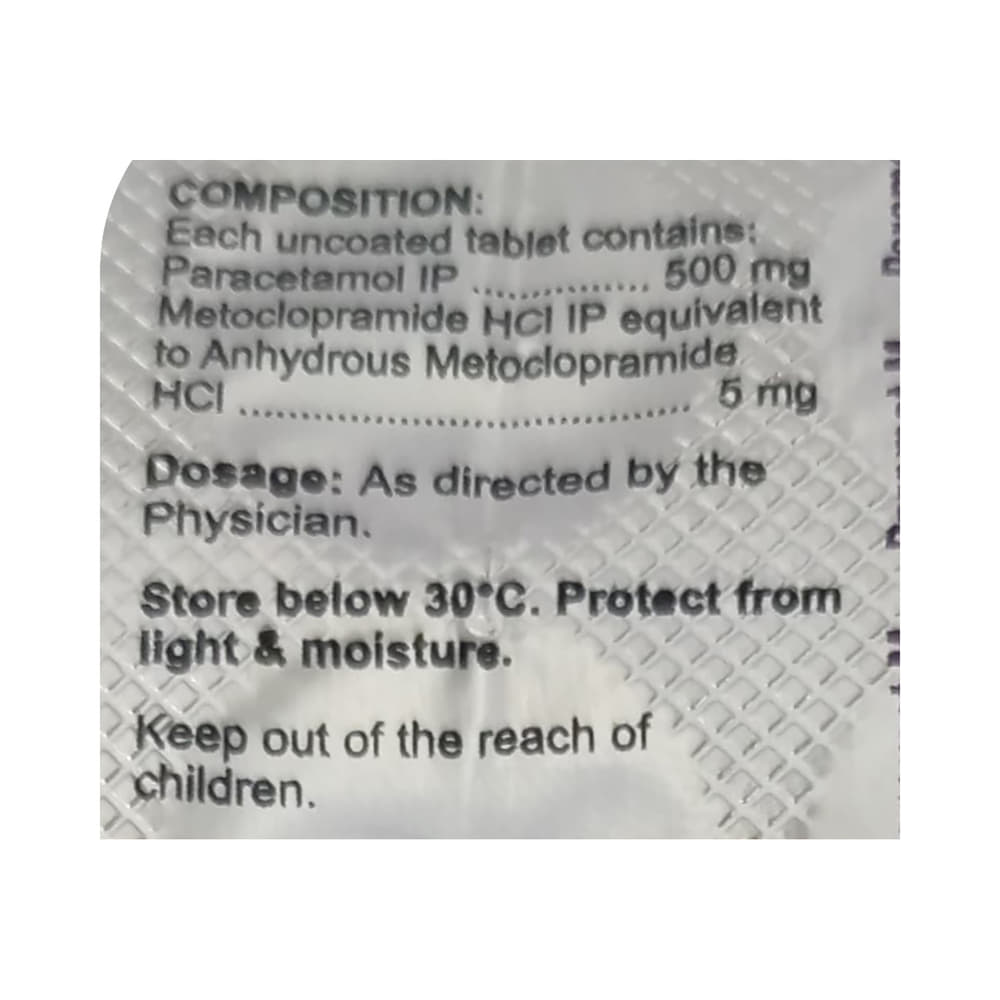 COMPOSITION:
Each uncoated tablet contains:
Paracetamol IP ............... 500 mg
Metoclopramide HCl IP equivalent
to Anhydrous Metoclopramide
HCl ..................................... 5 mg
Dosage: As directed by the
Physician.
Store below 30°C. Protect from
light & moisture.
Keep out of the reach of
children.